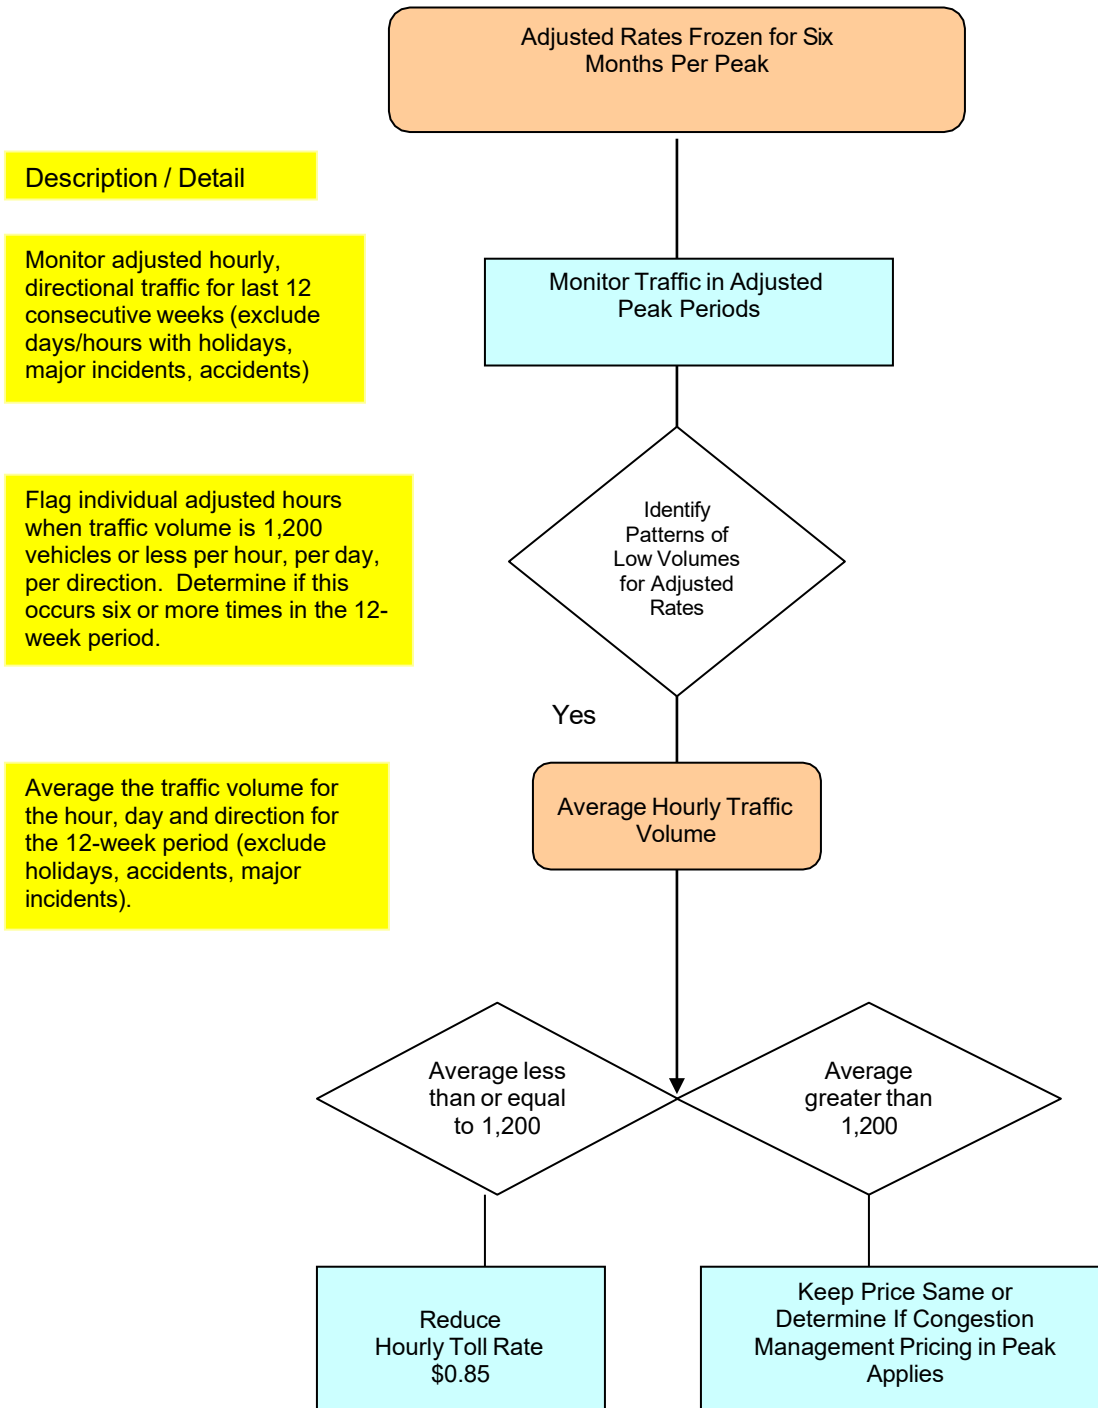 Adjusted Rates Frozen for Six
Months Per Peak
Description / Detail
Monitor adjusted hourly,
directional traffic for last 12
consecutive weeks (exclude
days/hours with holidays,
major incidents, accidents)
Monitor Traffic in Adjusted
Peak Periods
Flag individual adjusted hours
when traffic volume is 1,200
vehicles or less per hour, per day,
per direction.  Determine if this
occurs six or more times in the 12-
week period.
Identify
Patterns of
Low Volumes
for Adjusted
Rates
Yes
Average the traffic volume for
the hour, day and direction for
the 12-week period (exclude
holidays, accidents, major
incidents).
Average Hourly Traffic
Volume
Average less
than or equal
to 1,200
Average
greater than
1,200
Reduce
Hourly Toll Rate
$0.85
Keep Price Same or
Determine If Congestion
Management Pricing in Peak
Applies